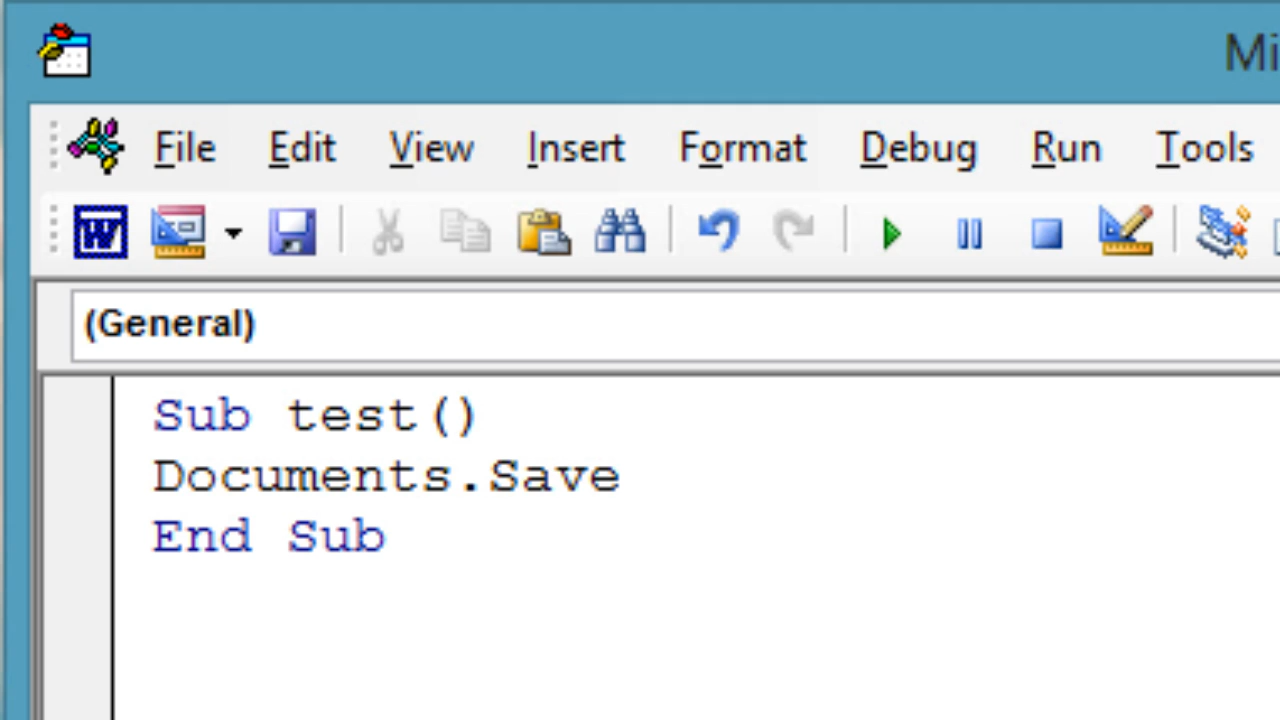 Mi
File Edit View Insert Format Debug Run Tools
W
(General)
Sub test()
Documents.Save
End Sub